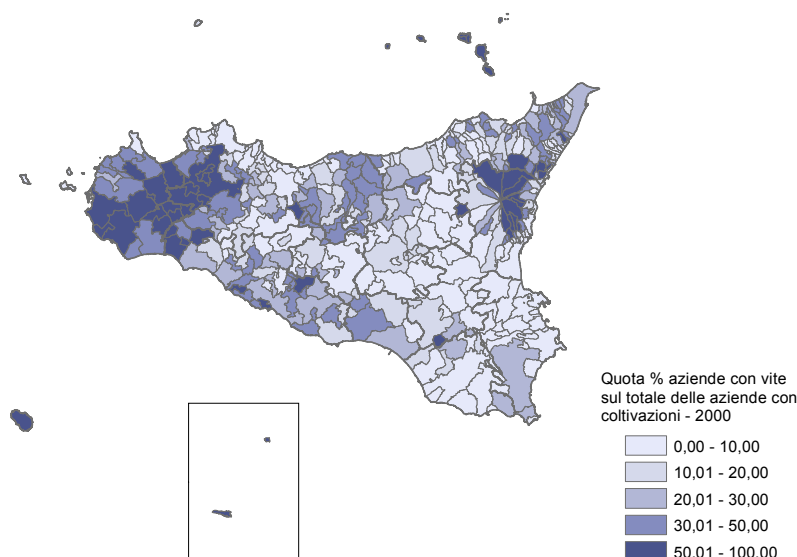 Quota % aziende con vite
sul totale delle aziende con
coltivazioni - 2000
0,00 - 10,00
10,01 - 20,00
20,01 - 30,00
30,01 - 50,00
50,01 - 100,00